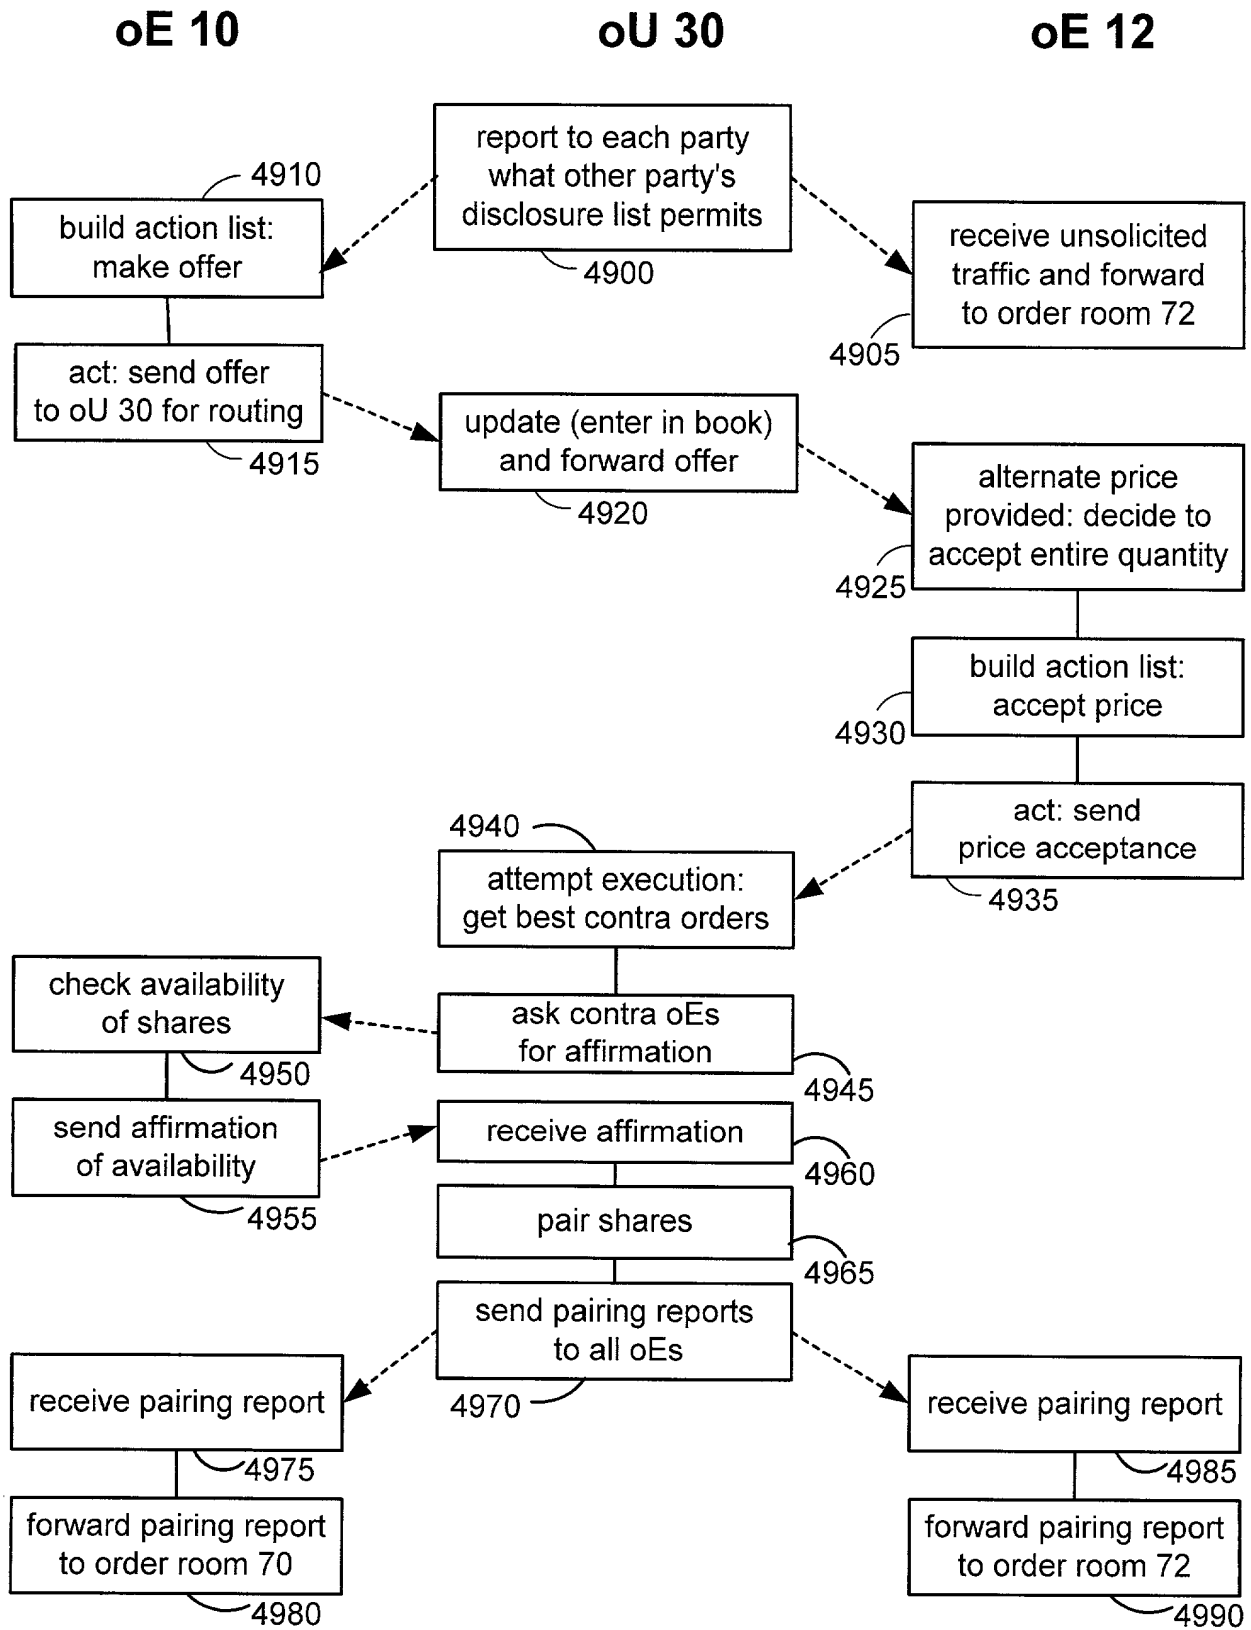 oE 10
oU 30
oE 12
report to each party
what other party's
disclosure list permits
4900
4910
build action list:
make offer
receive unsolicited
traffic and forward
to order room 72
4905
act: send offer
to oU 30 for routing
4915
update (enter in book)
and forward offer
4920
alternate price
provided: decide to
accept entire quantity
4925
build action list:
accept price
4930
act: send
price acceptance
4935
4940
attempt execution:
get best contra orders
ask contra oEs
for affirmation
4945
check availability
of shares
4950
send affirmation
of availability
4955
receive affirmation
4960
pair shares
4965
send pairing reports
to all oEs
4970
receive pairing report
4975
forward pairing report
to order room 70
4980
receive pairing report
4985
forward pairing report
to order room 72
4990